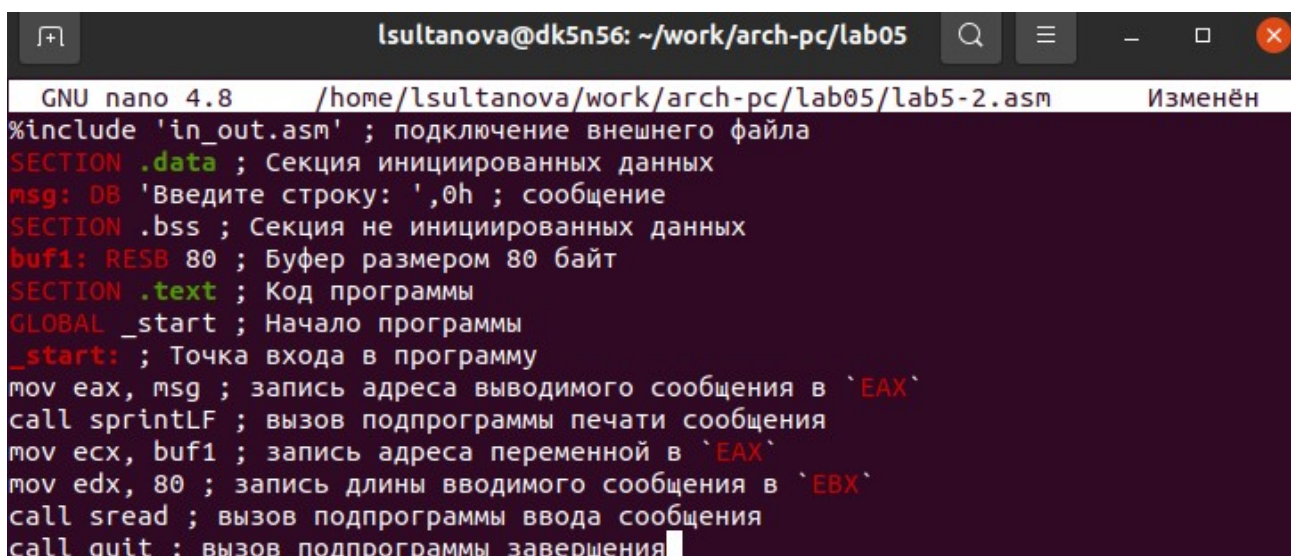 lsultanova@dk5n56: ~/work/arch-pc/lab05
GNU nano 4.8 /home/lsultanova/work/arch-pc/lab05/lab5-2.asm Изменён
%include 'in_out.asm' ; подключение внешнего файла
SECTION .data ; Секция инициированных данных
msg: DB 'Введите строку: ',0h ; сообщение
SECTION .bss ; Секция не инициированных данных
buf1: RESB 80 ; Буфер размером 80 байт
SECTION .text ; Код программы
GLOBAL _start ; Начало программы
_start: ; Точка входа в программу
mov eax, msg ; запись адреса выводимого сообщения в `EAX`
call sprintLF ; вызов подпрограммы печати сообщения
mov ecx, buf1 ; запись адреса переменной в `EAX`
mov edx, 80 ; запись длины вводимого сообщения в `EBX`
call sread ; вызов подпрограммы ввода сообщения
call quit ; вызов подпрограммы завершения